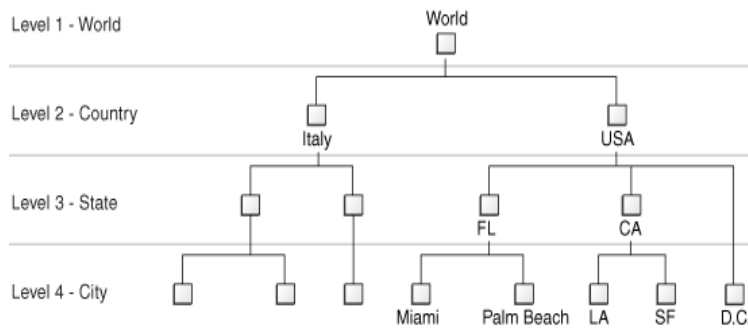 World
Level 1 - World
Level 2 - Country
Italy
USA
Level 3 - State
FL
CA
Level 4 - City
Miami
Palm Beach
LA
SF
D.C